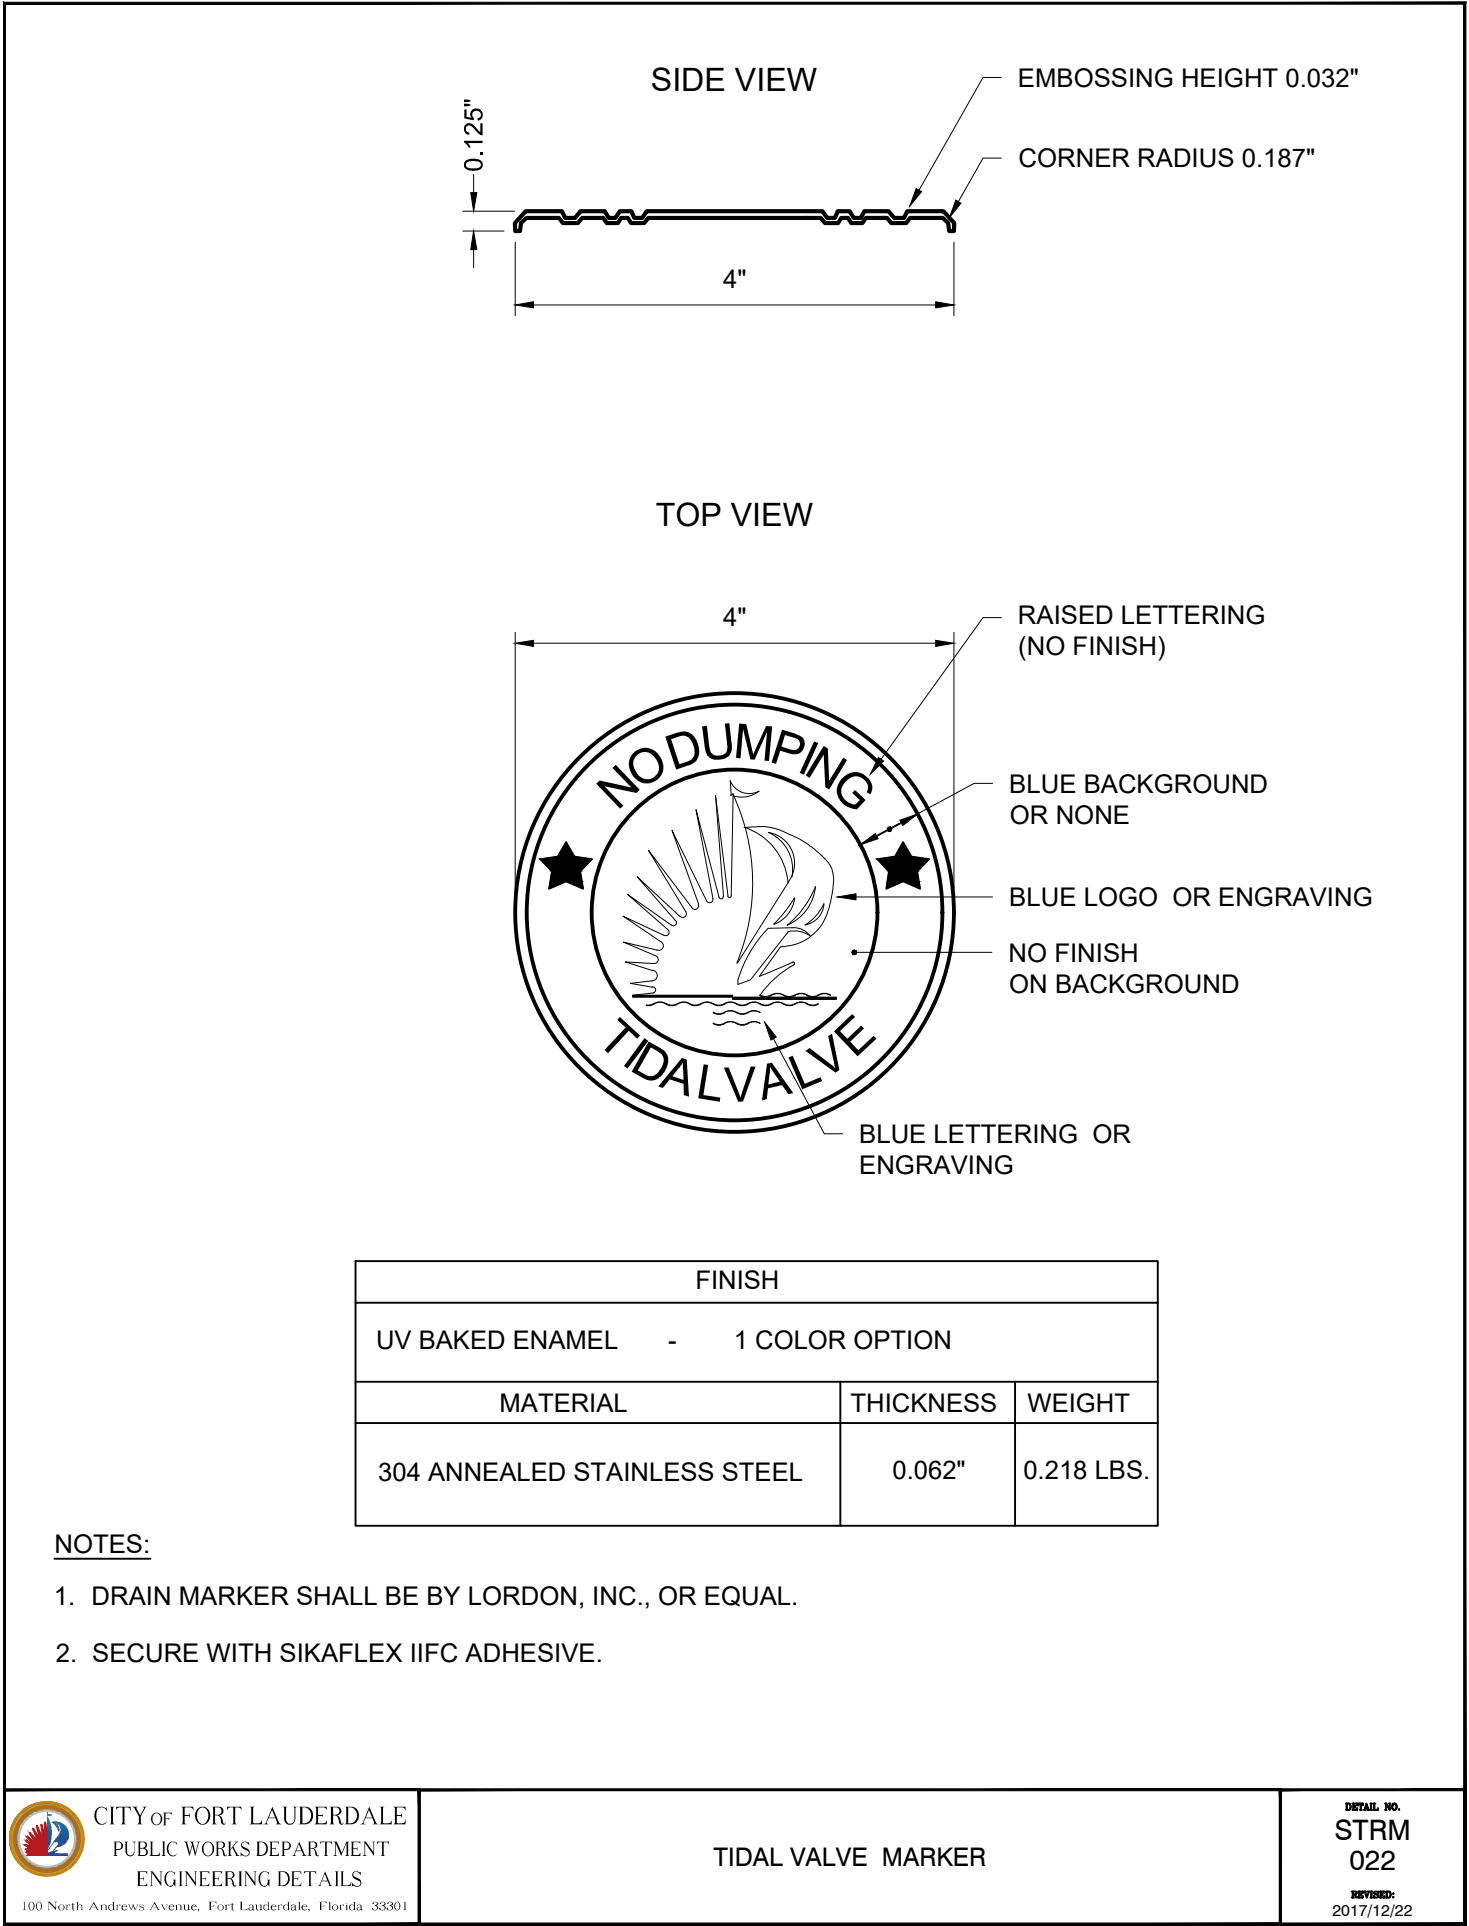 SIDE VIEW
EMBOSSING HEIGHT 0.032"
0.125"
CORNER RADIUS 0.187"
4"
TOP VIEW
4"
RAISED LETTERING
(NO FINISH)
NO DUMPING
BLUE BACKGROUND
OR NONE
BLUE LOGO OR ENGRAVING
NO FINISH
ON BACKGROUND
TIDAL VALVE
BLUE LETTERING OR
ENGRAVING
FINISH
UV BAKED ENAMEL - 1 COLOR OPTION
MATERIAL THICKNESS WEIGHT
304 ANNEALED STAINLESS STEEL 0.062" 0.218 LBS.
NOTES:
1. DRAIN MARKER SHALL BE BY LORDON, INC., OR EQUAL.
2. SECURE WITH SIKAFLEX IIFC ADHESIVE.
CITY OF FORT LAUDERDALE
PUBLIC WORKS DEPARTMENT
ENGINEERING DETAILS
100 North Andrews Avenue, Fort Lauderdale, Florida 33301
TIDAL VALVE MARKER
DETAIL NO.
STRM
022
REVISED:
2017/12/22